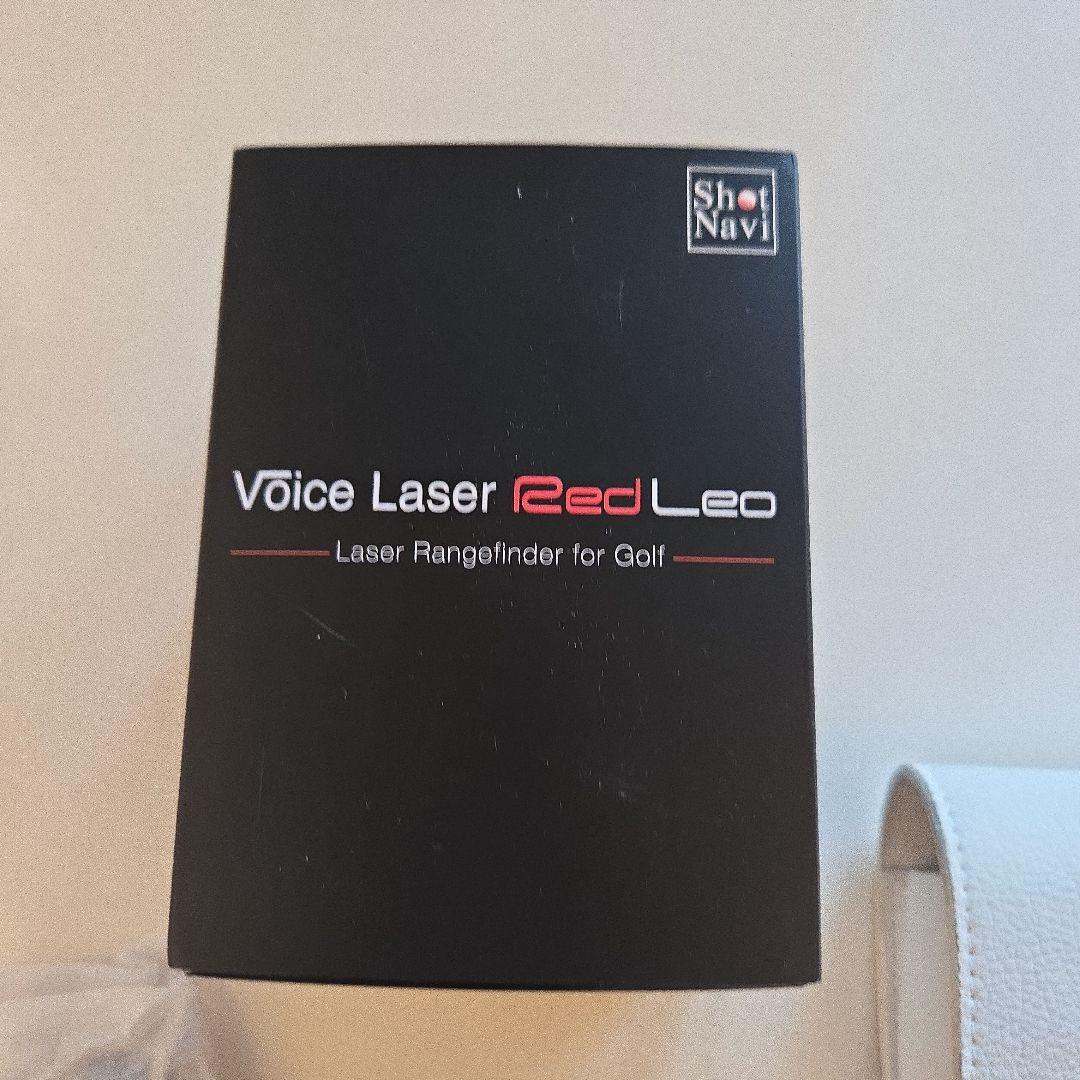 Shot
Navi
Voice Laser Red Leo
Laser Rangefinder for Golf